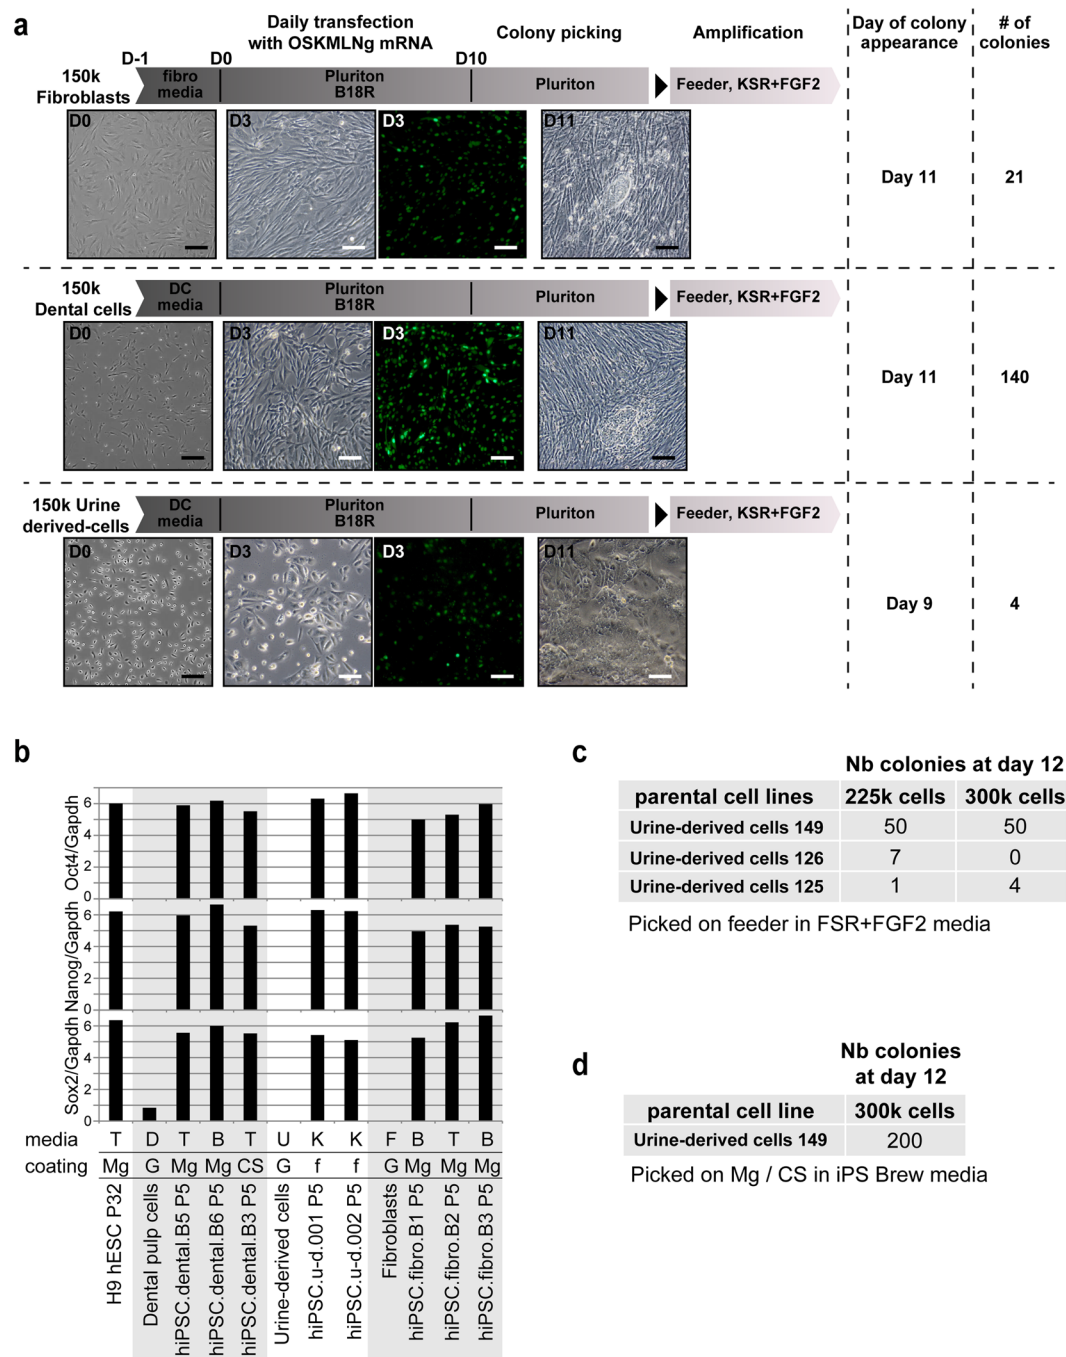 a
Daily transfection with OSKMLNg mRNA
Colony picking
Amplification
Day of colony appearance
# of colonies
D-1
D0
D10
150k Fibroblasts
fibro media
Pluriton B18R
Pluriton
Feeder, KSR+FGF2
D0
D3
D3
D11
Day 11
21
150k Dental cells
DC media
Pluriton B18R
Pluriton
Feeder, KSR+FGF2
D0
D3
D3
D11
Day 11
140
150k Urine derived-cells
DC media
Pluriton B18R
Pluriton
Feeder, KSR+FGF2
D0
D3
D3
D11
Day 9
4
b
Oct4/Gapdh
6
4
2
0
Nanog/Gapdh
6
4
2
0
Sox2/Gapdh
6
4
2
0
media T D T B T U K K F B T B
coating Mg G Mg Mg CS G f f G Mg Mg Mg
H9 hESC P32
Dental pulp cells
hiPSC.dental.B5 P5
hiPSC.dental.B6 P5
hiPSC.dental.B3 P5
Urine-derived cells
hiPSC.u-d.001 P5
hiPSC.u-d.002 P5
Fibroblasts
hiPSC.fibro.B1 P5
hiPSC.fibro.B2 P5
hiPSC.fibro.B3 P5
c
Nb colonies at day 12
parental cell lines 225k cells 300k cells
Urine-derived cells 149 50 50
Urine-derived cells 126 7 0
Urine-derived cells 125 1 4
Picked on feeder in FSR+FGF2 media
d
Nb colonies
at day 12
parental cell line 300k cells
Urine-derived cells 149 200
Picked on Mg / CS in iPS Brew media